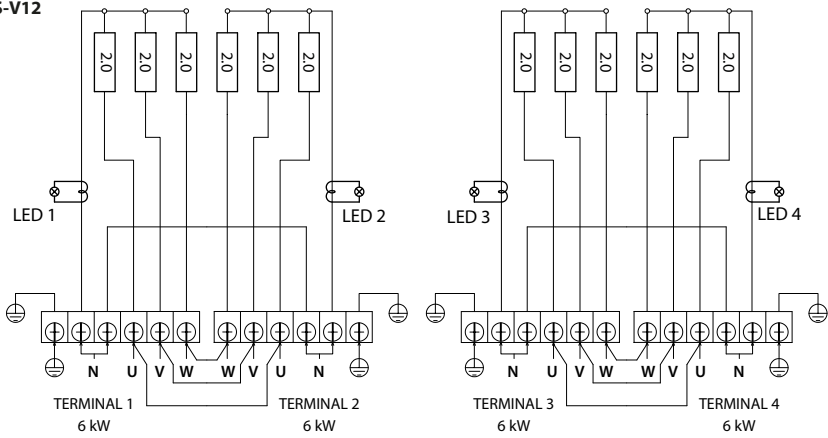 S-V12
2.0 2.0 2.0 2.0 2.0 2.0 2.0 2.0 2.0 2.0 2.0 2.0
LED 1 LED 2 LED 3 LED 4
N U V W W V U N N U V W W V U N
TERMINAL 1 TERMINAL 2 TERMINAL 3 TERMINAL 4
6 kW 6 kW 6 kW 6 kW